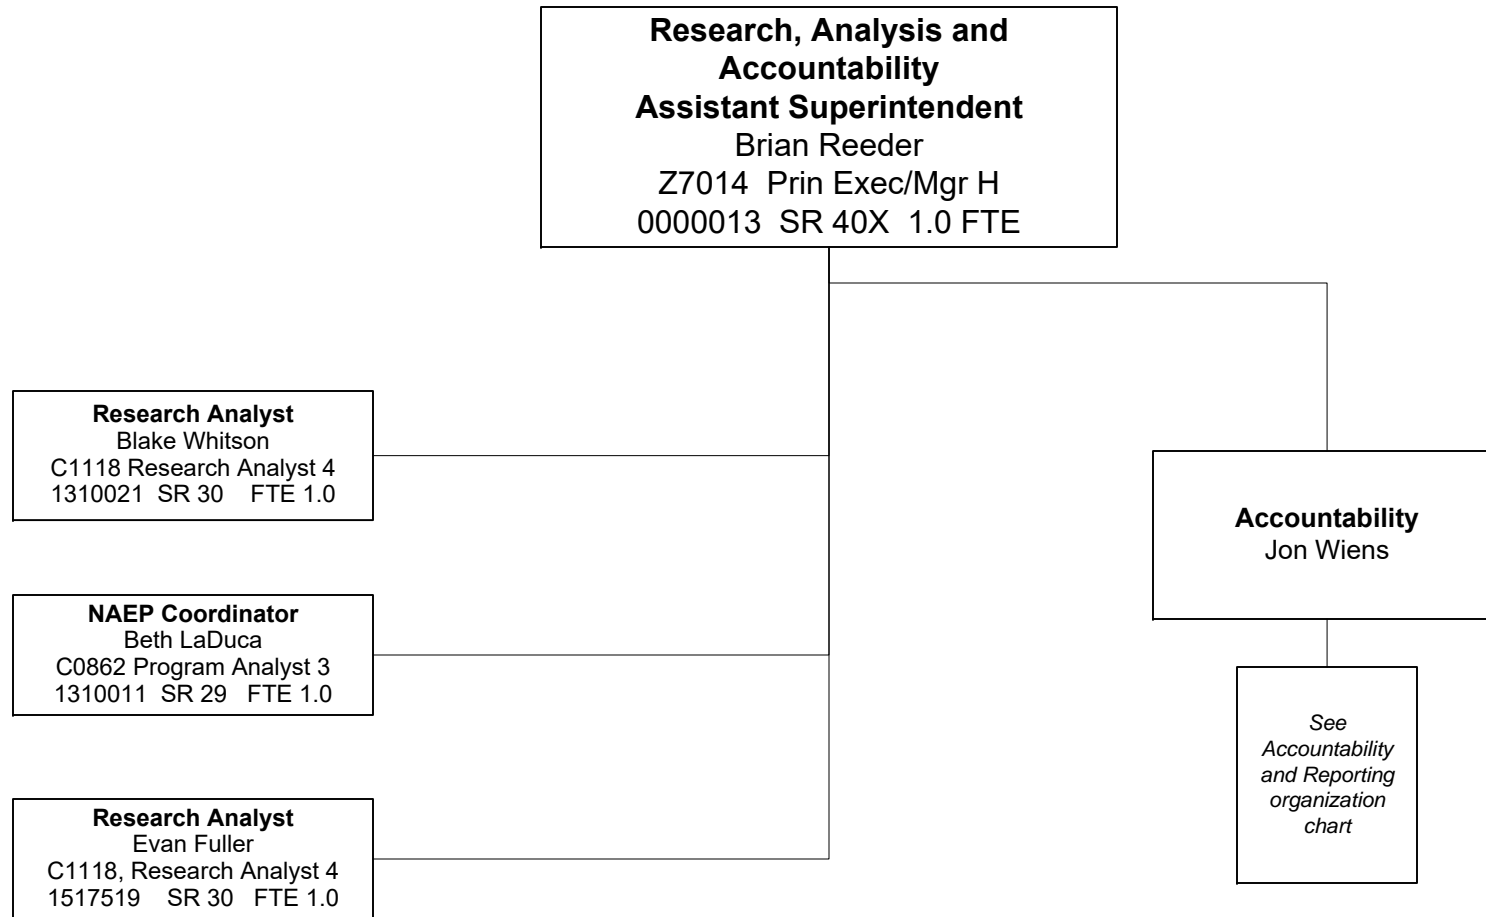 Research, Analysis and
Accountability
Assistant Superintendent
Brian Reeder
Z7014  Prin Exec/Mgr H
0000013  SR 40X  1.0 FTE
Research Analyst
Blake Whitson
C1118 Research Analyst 4
1310021  SR 30    FTE 1.0
NAEP Coordinator
Beth LaDuca
C0862 Program Analyst 3
1310011  SR 29   FTE 1.0
Research Analyst
Evan Fuller
C1118, Research Analyst 4
1517519    SR 30   FTE 1.0
Accountability
Jon Wiens
See
Accountability
and Reporting
organization
chart